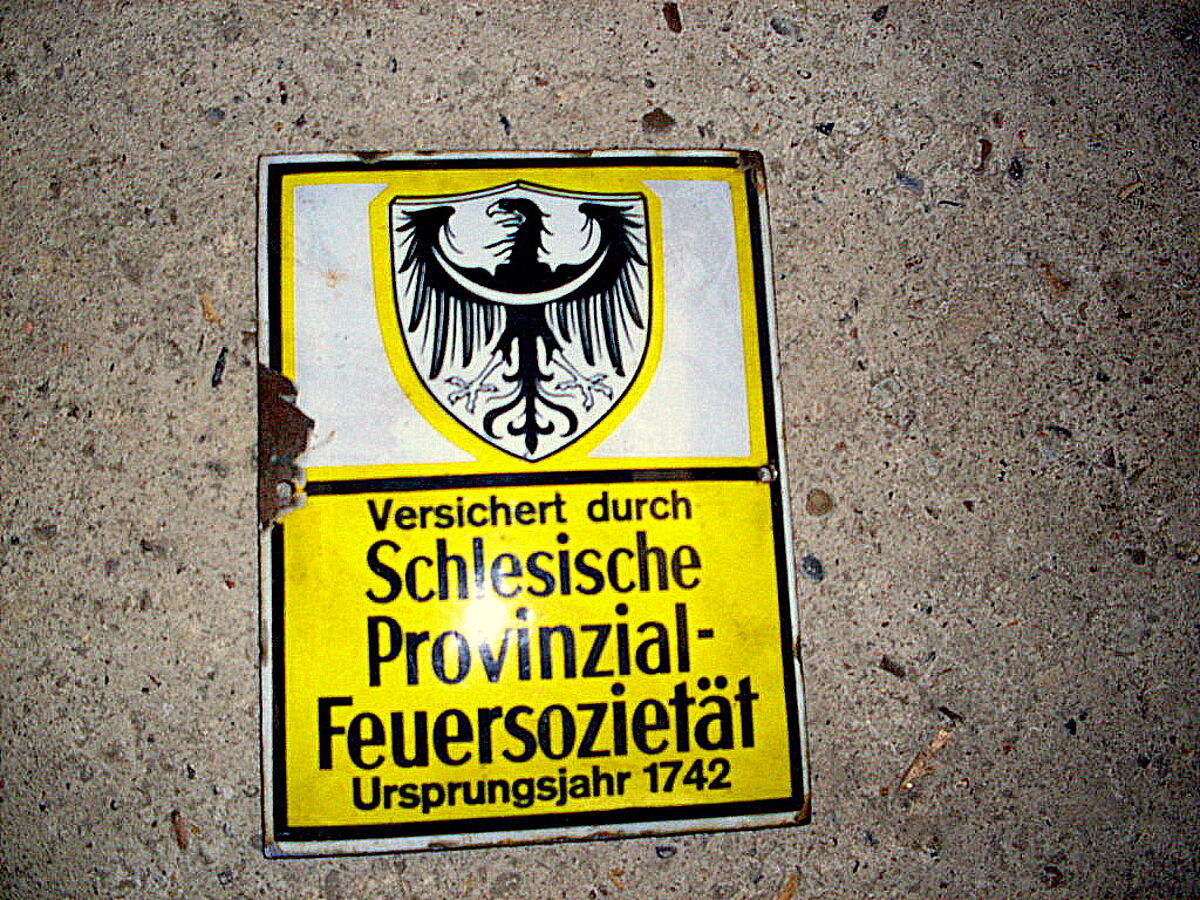 Versichert durch
Schlesische
Provinzial-
Feuersozietät
Ursprungsjahr 1742